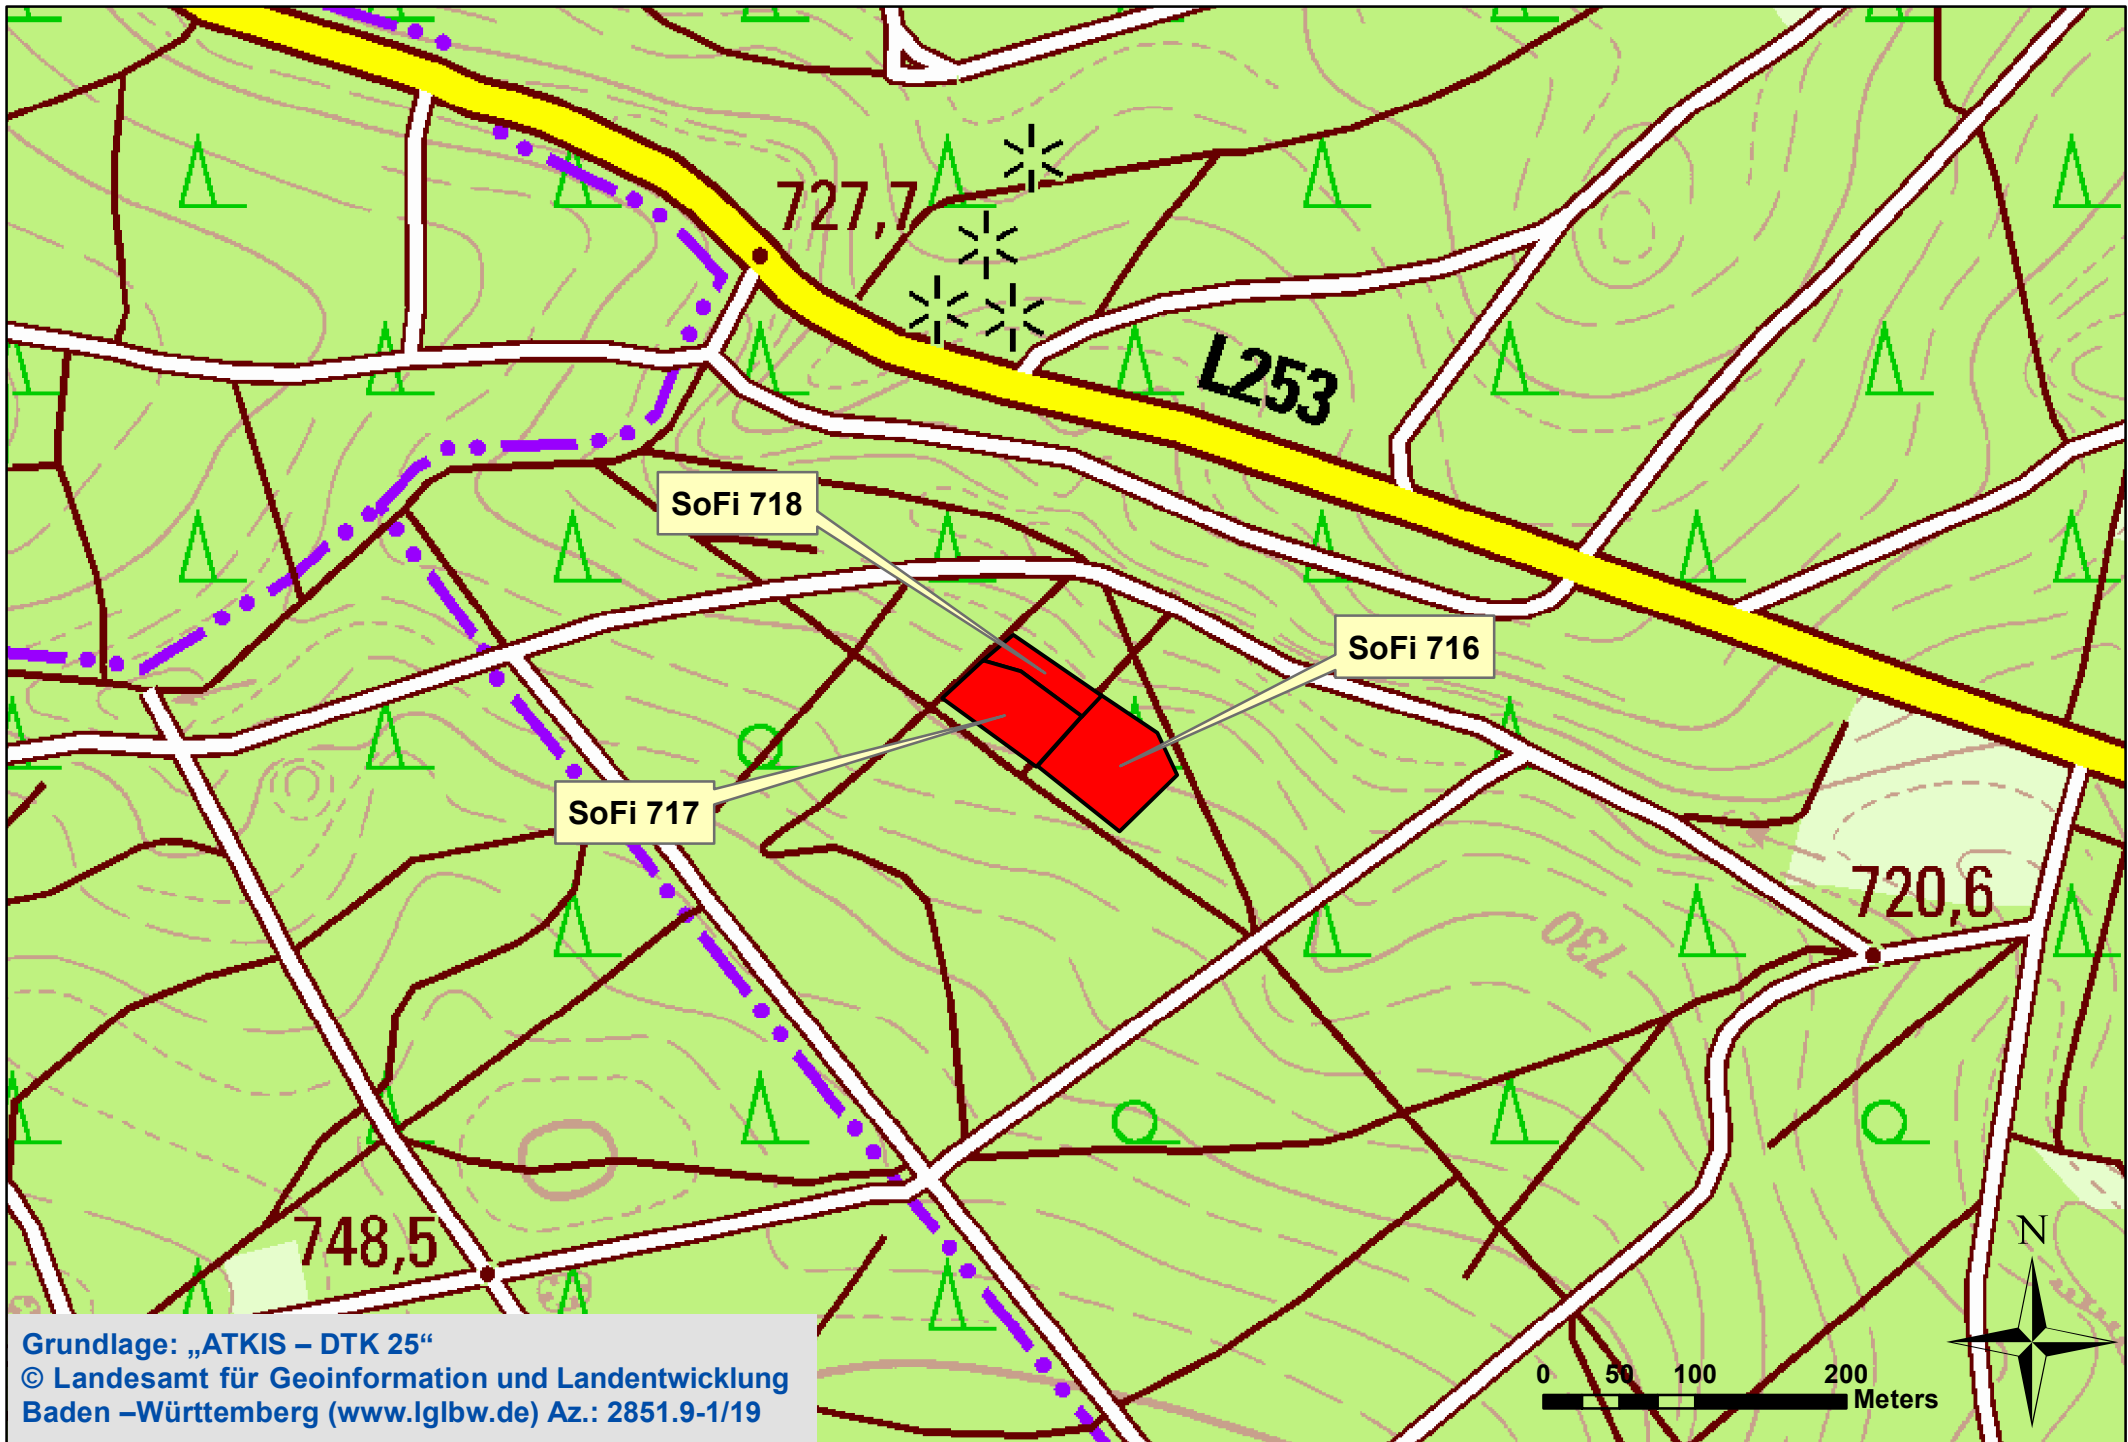 727,7
L253
SoFi 718
SoFi 716
SoFi 717
720,6
730
748,5
N
Grundlage: „ATKIS – DTK 25“
© Landesamt für Geoinformation und Landentwicklung
Baden –Württemberg (www.lglbw.de) Az.: 2851.9-1/19
0 50 100 200
Meters